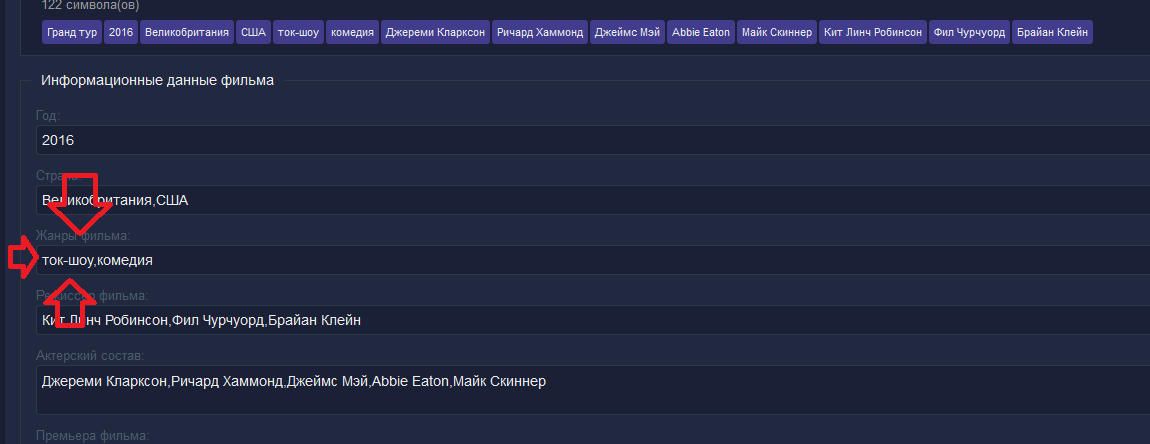 122 символа(ов)
Гранд тур 2016 Великобритания США ток-шоу комедия Джереми Кларксон Ричард Хаммонд Джеймс Мэй Abbie Eaton Майк Скиннер Кит Линч Робинсон Фил Чурчуорд Брайан Клейн
Информационные данные фильма
Год:
2016
Страна:
Великобритания,США
Жанры фильма:
ток-шоу,комедия
Режиссер фильма:
Кит Линч Робинсон,Фил Чурчуорд,Брайан Клейн
Актерский состав:
Джереми Кларксон,Ричард Хаммонд,Джеймс Мэй,Abbie Eaton,Майк Скиннер
Премьера фильма: